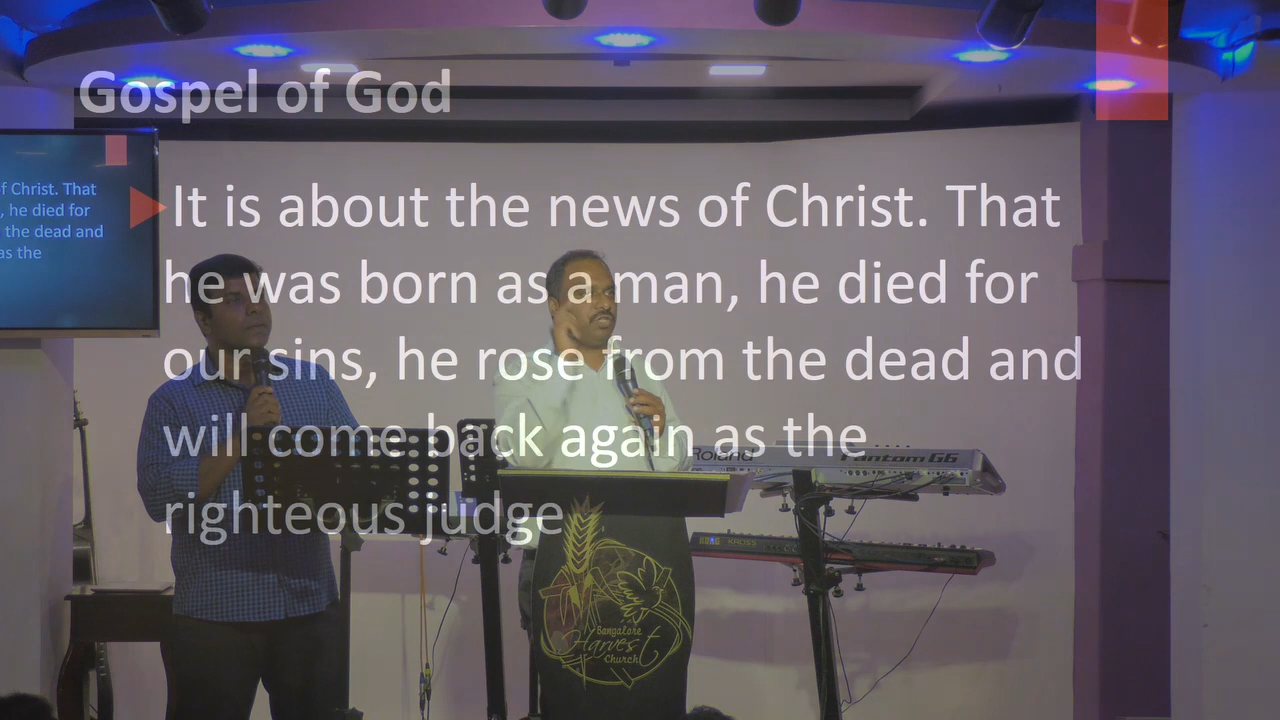 Gospel of God
It is about the news of Christ. That
he was born as a man, he died for
our sins, he rose from the dead and
will come back again as the
righteous judge
f Christ. That
, he died for
the dead and
as the
Roland
Fantom G6
KORG KROSS
Bangalore
Harvest
Church